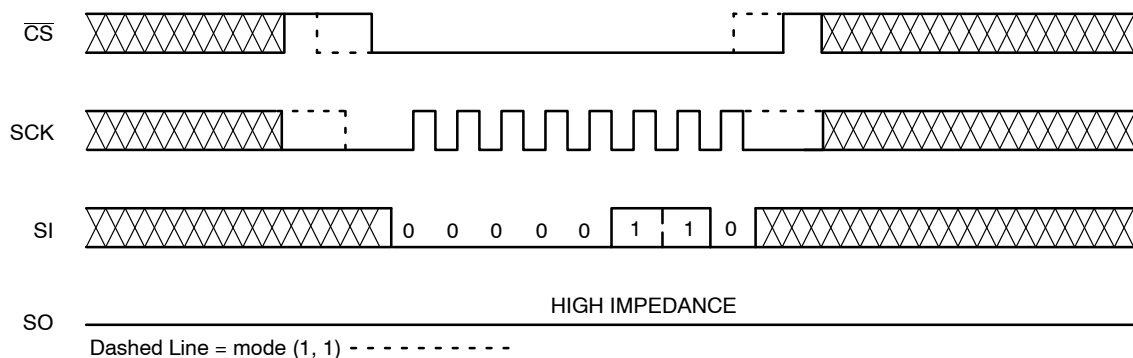 CS
SCK
SI
0 0 0 0 0 1 1 0
HIGH IMPEDANCE
SO
Dashed Line = mode (1, 1)